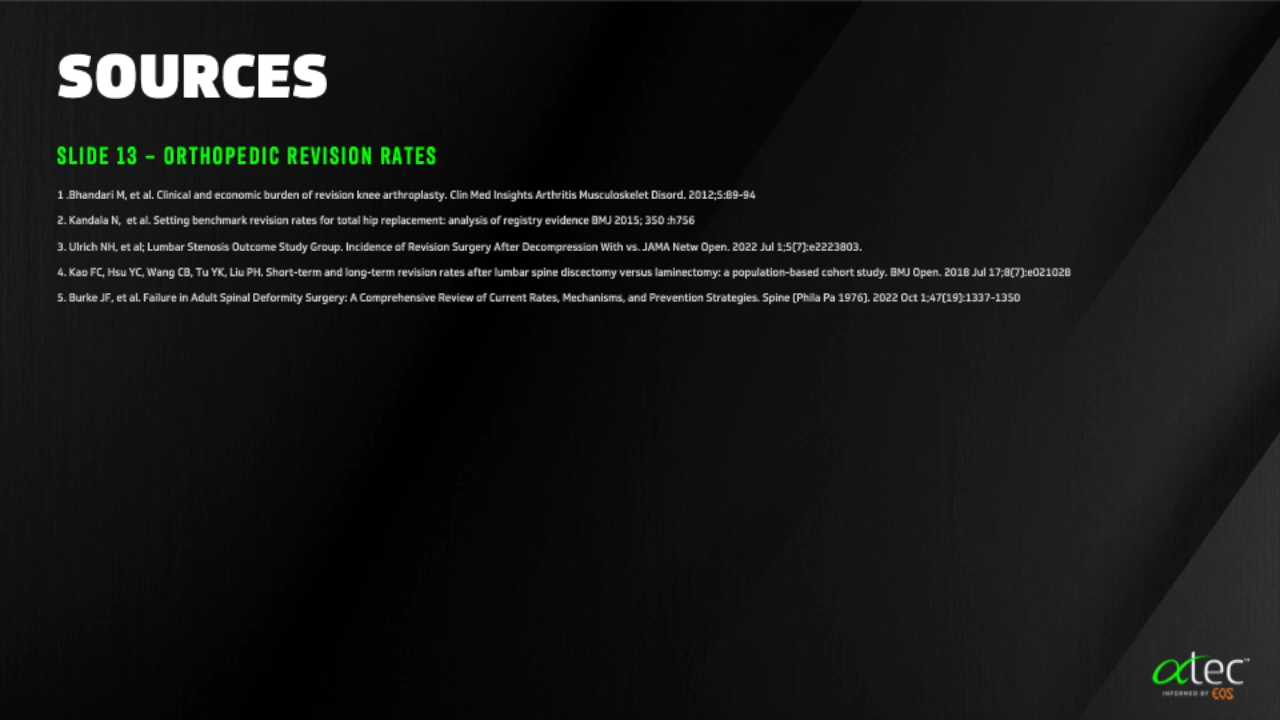 SOURCES
SLIDE 13 – ORTHOPEDIC REVISION RATES
1 .Bhandari M, et al. Clinical and economic burden of revision knee arthroplasty. Clin Med Insights Arthritis Musculoskelet Disord. 2012;5:89-94
2. Kandala N, et al. Setting benchmark revision rates for total hip replacement: analysis of registry evidence BMJ 2015; 350 :h756
3. Ulrich NH, et al; Lumbar Stenosis Outcome Study Group. Incidence of Revision Surgery After Decompression With vs. JAMA Netw Open. 2022 Jul 1;5(7):e2223803.
4. Kao FC, Hsu YC, Wang CB, Tu YK, Liu PH. Short-term and long-term revision rates after lumbar spine discectomy versus laminectomy: a population-based cohort study. BMJ Open. 2018 Jul 17;8(7):e021028
5. Burke JF, et al. Failure in Adult Spinal Deformity Surgery: A Comprehensive Review of Current Rates, Mechanisms, and Prevention Strategies. Spine (Phila Pa 1976). 2022 Oct 1;47(19):1337-1350
atec™
INFORMED BY EOS